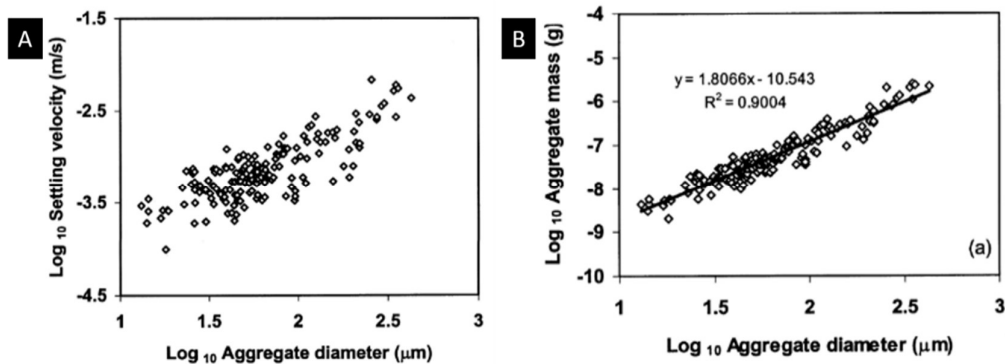 A
Log 10 Settling velocity (m/s)
-1.5
-2.5
-3.5
-4.5
1
1.5
2
2.5
3
Log 10 Aggregate diameter (μm)
B
Log 10 Aggregate mass (g)
-4
-5
-6
-7
-8
-9
-10
y = 1.8066x - 10.543
R2 = 0.9004
(a)
1
1.5
2
2.5
3
Log 10 Aggregate diameter (μm)